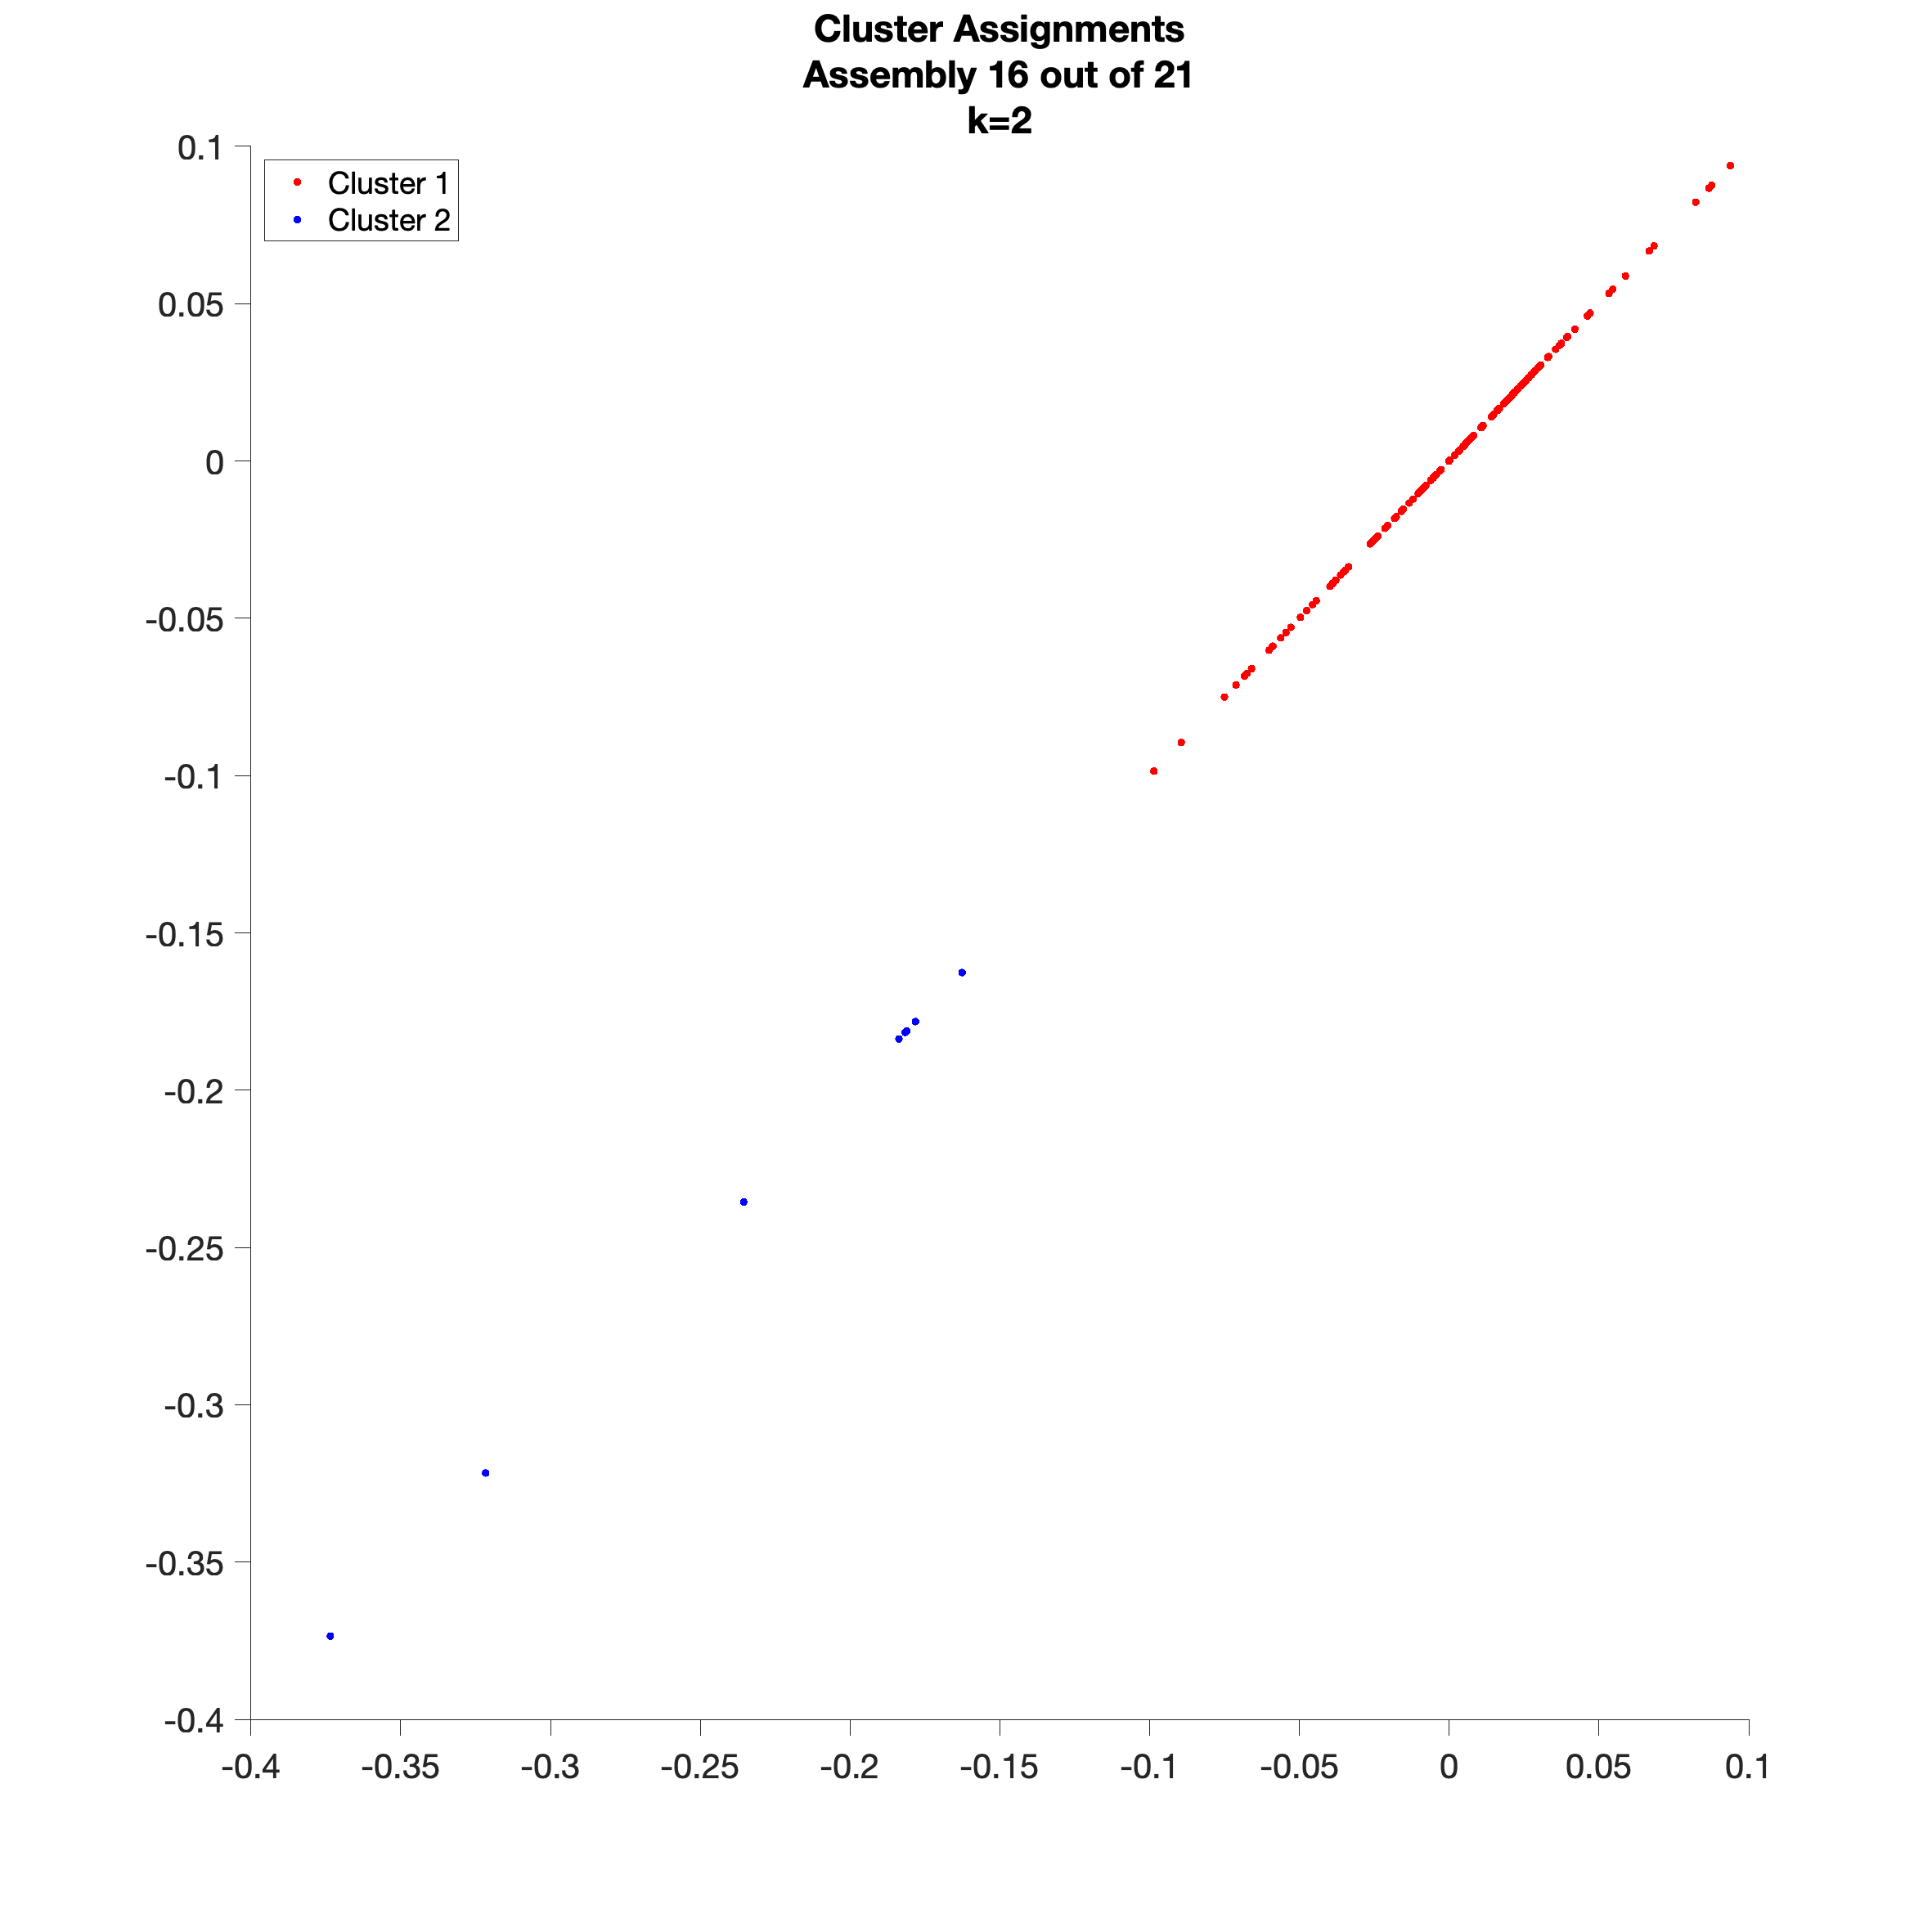 Cluster Assignments
Assembly 16 out of 21
k=2
Cluster 1
Cluster 2
0.1
0.05
0
-0.05
-0.1
-0.15
-0.2
-0.25
-0.3
-0.35
-0.4
-0.4 -0.35 -0.3 -0.25 -0.2 -0.15 -0.1 -0.05 0 0.05 0.1